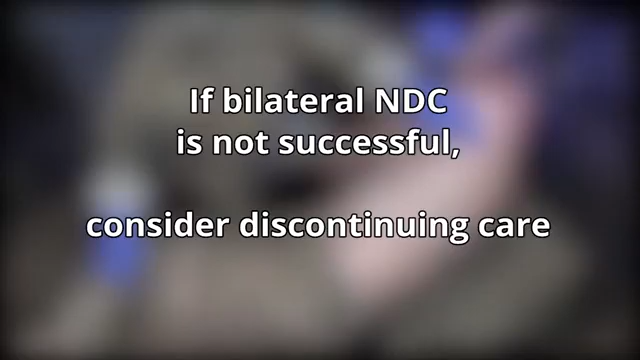 If bilateral NDC
is not successful,
consider discontinuing care